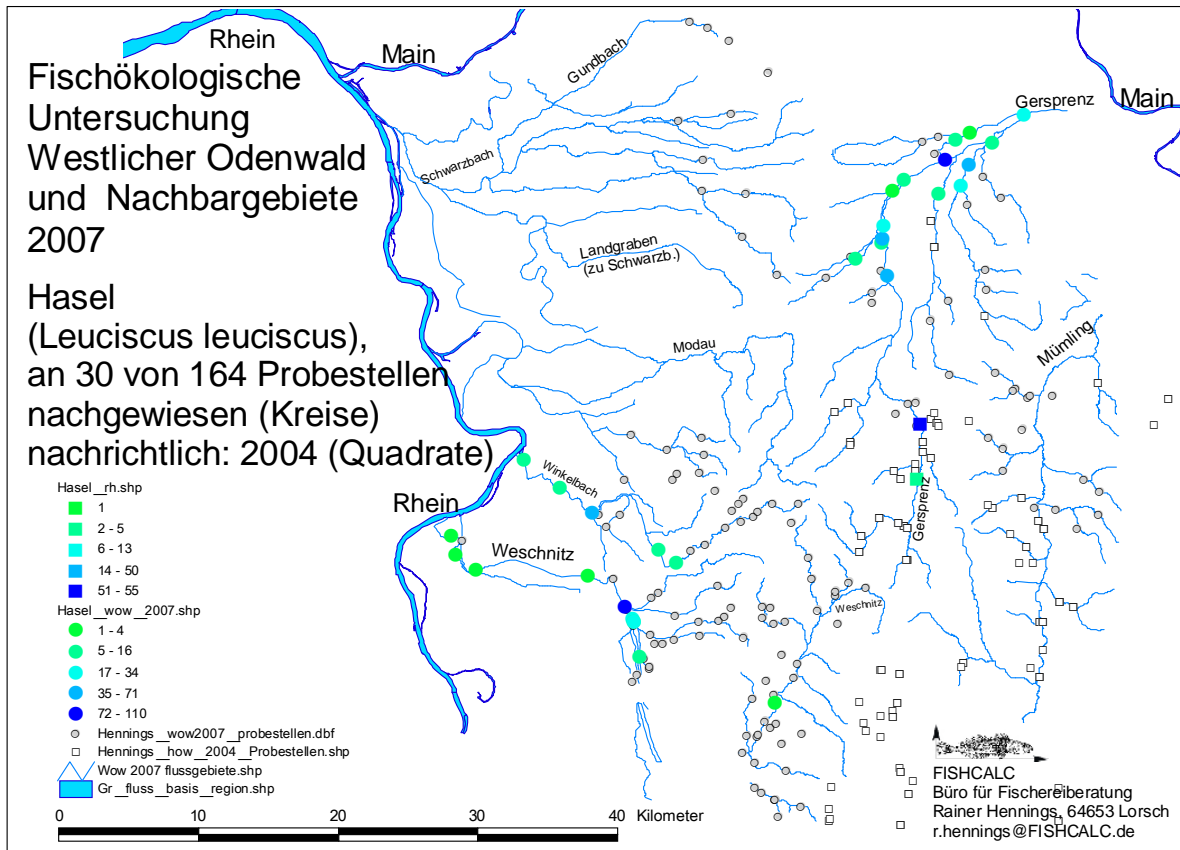 Rhein
Main
Gundbach
Fischökologische
Untersuchung
Westlicher Odenwald
und Nachbargebiete
2007
Gersprenz
Main
Schwarzbach
Landgraben
(zu Schwarzb.)
Hasel
(Leuciscus leuciscus),
an 30 von 164 Probestellen
nachgewiesen (Kreise)
nachrichtlich: 2004 (Quadrate)
Modau
Mümling
Winkelbach
Rhein
Weschnitz
Gersprenz
Weschnitz
Hasel__rh.shp
1
2 - 5
6 - 13
14 - 50
51 - 55
Hasel__wow_2007.shp
1 - 4
5 - 16
17 - 34
35 - 71
72 - 110
Hennings__wow2007__probestellen.dbf
Hennings__how__2004__Probestellen.shp
Wow 2007 flussgebiete.shp
Gr__fluss__basis__region.shp
0
10
20
30
40
Kilometer
FISHCALC
Büro für Fischereiberatung
Rainer Hennings, 64653 Lorsch
r.hennings@FISHCALC.de